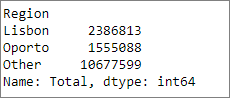 Region
Lisbon     2386813
Oporto     1555088
Other     10677599
Name: Total, dtype: int64